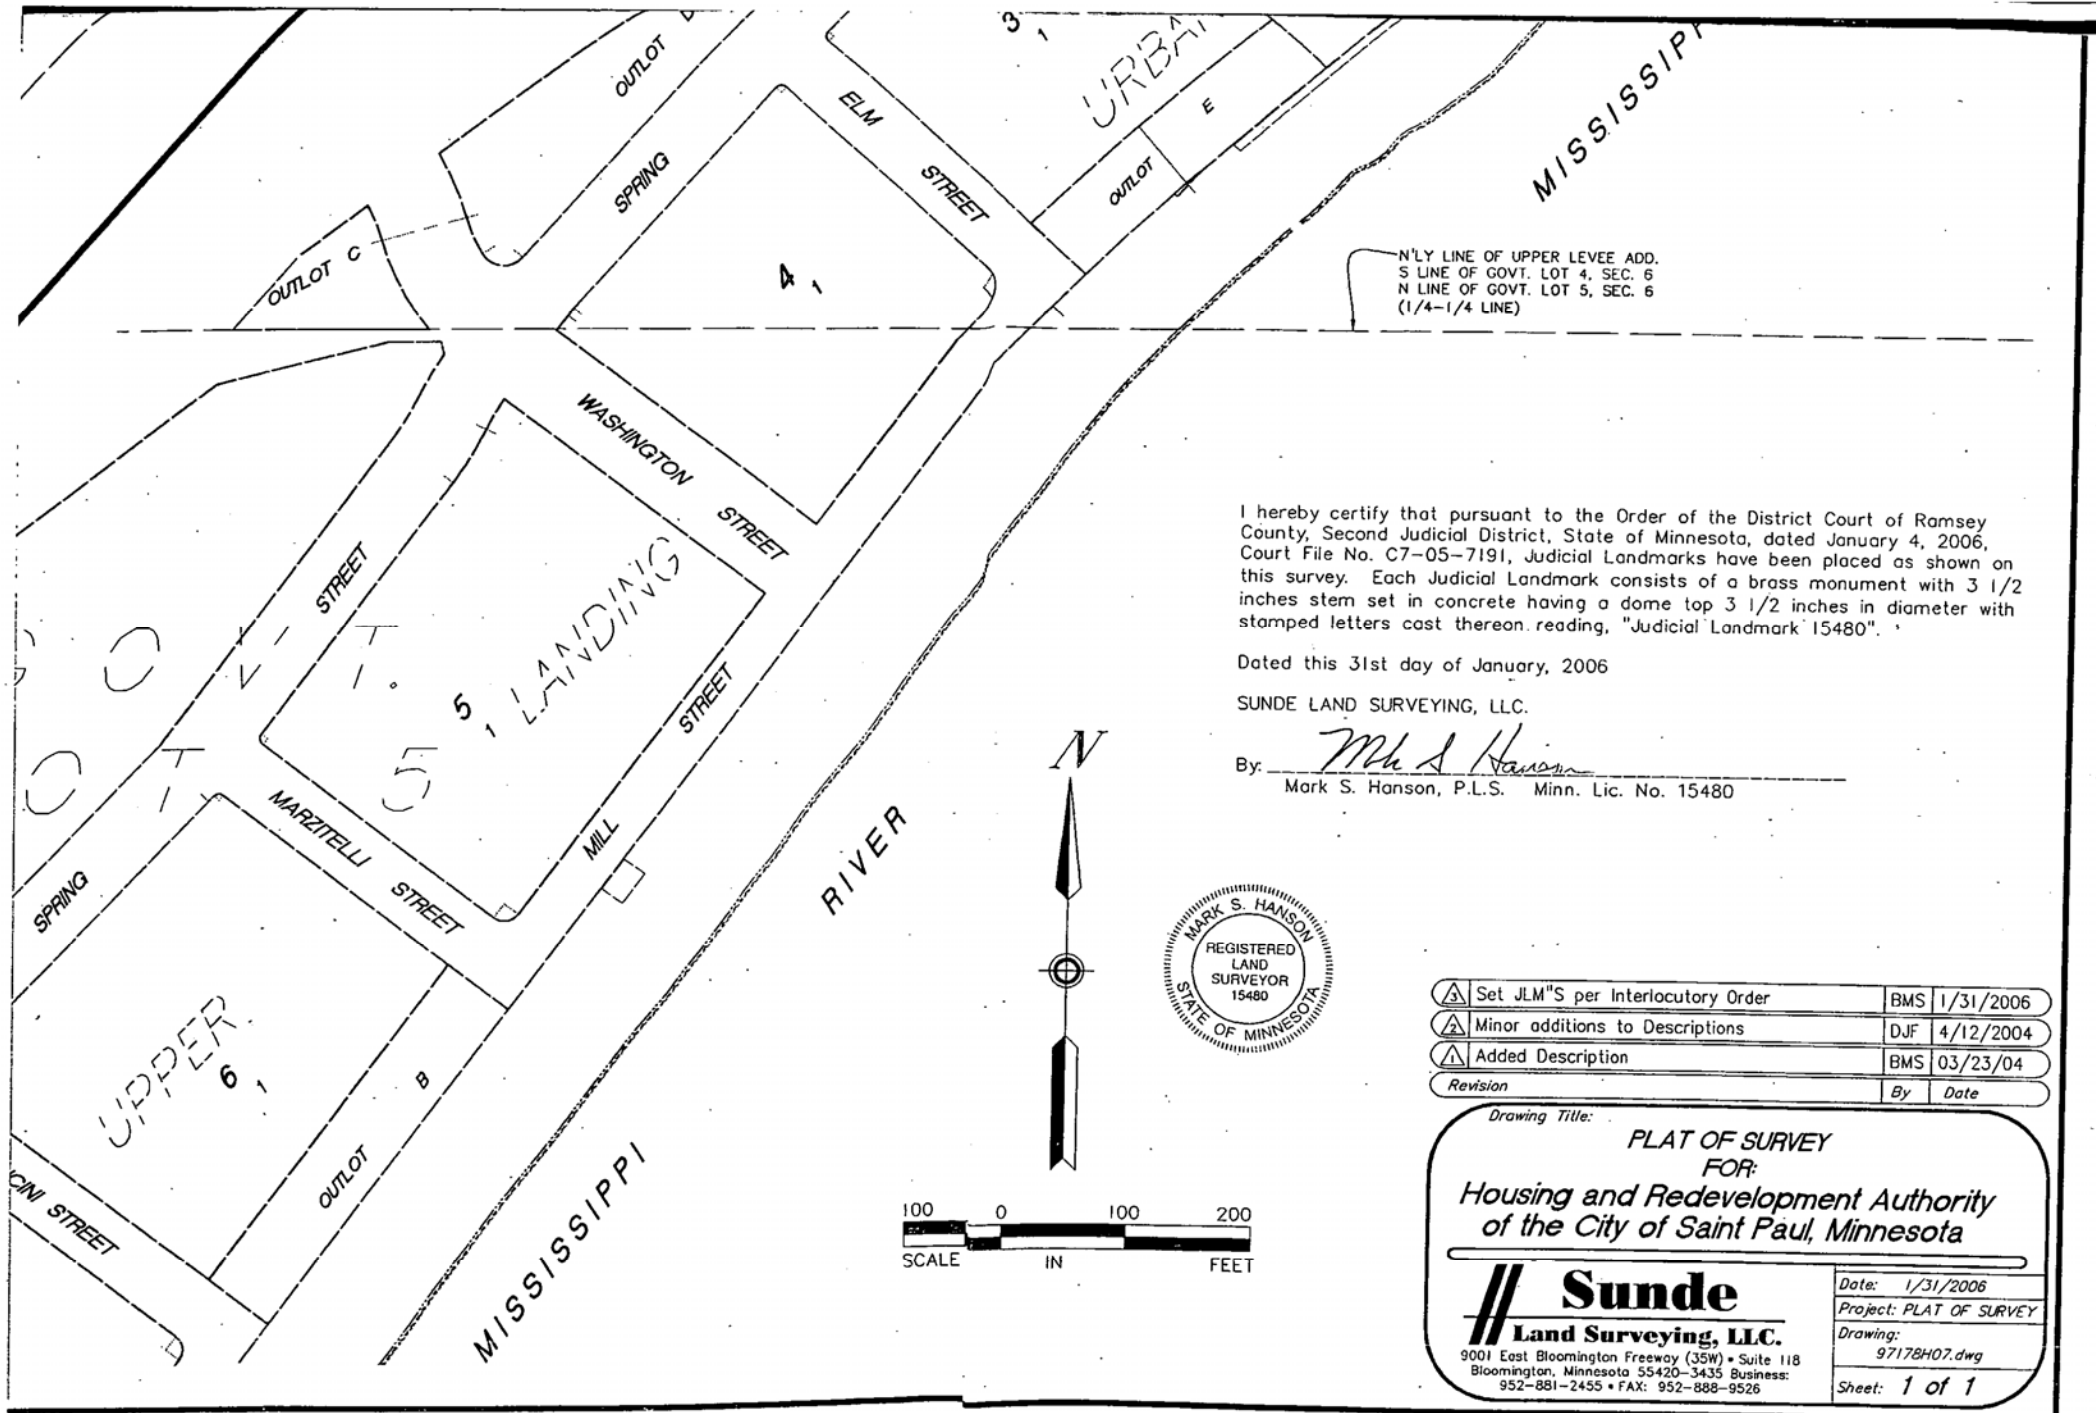 OUTLOT
3
1
MISSISSIPP
ELM
STREET
E
OUTLOT
SPRING
OUTLOT C
4
1
N'LY LINE OF UPPER LEVEE ADD.
S LINE OF GOVT. LOT 4, SEC. 6
N LINE OF GOVT. LOT 5, SEC. 6
(1/4-1/4 LINE)
WASHINGTON
STREET
STREET
LANDING
5
1
5
STREET
MILL
MARZITELLI
STREET
SPRING
RIVER
UPPER
6
1
OUTLOT B
CINI STREET
MISSISSIPPI
I hereby certify that pursuant to the Order of the District Court of Ramsey
County, Second Judicial District, State of Minnesota, dated January 4, 2006,
Court File No. C7-05-7191, Judicial Landmarks have been placed as shown on
this survey. Each Judicial Landmark consists of a brass monument with 3 1/2
inches stem set in concrete having a dome top 3 1/2 inches in diameter with
stamped letters cast thereon reading, "Judicial Landmark 15480".
Dated this 31st day of January, 2006
SUNDE LAND SURVEYING, LLC.
By:
Mark S. Hanson, P.L.S. Minn. Lic. No. 15480
N
MARK S. HANSON
REGISTERED
LAND
SURVEYOR
15480
STATE OF MINNESOTA
100 0 100 200
SCALE IN FEET
3 Set JLM"S per Interlocutory Order BMS 1/31/2006
2 Minor additions to Descriptions DJF 4/12/2004
1 Added Description BMS 03/23/04
Revision By Date
Drawing Title:
PLAT OF SURVEY
FOR:
Housing and Redevelopment Authority
of the City of Saint Paul, Minnesota
Sunde
Land Surveying, LLC.
9001 East Bloomington Freeway (35W) • Suite 118
Bloomington, Minnesota 55420-3435 Business:
952-881-2455 • FAX: 952-888-9526
Date: 1/31/2006
Project: PLAT OF SURVEY
Drawing:
97178H07.dwg
Sheet: 1 of 1